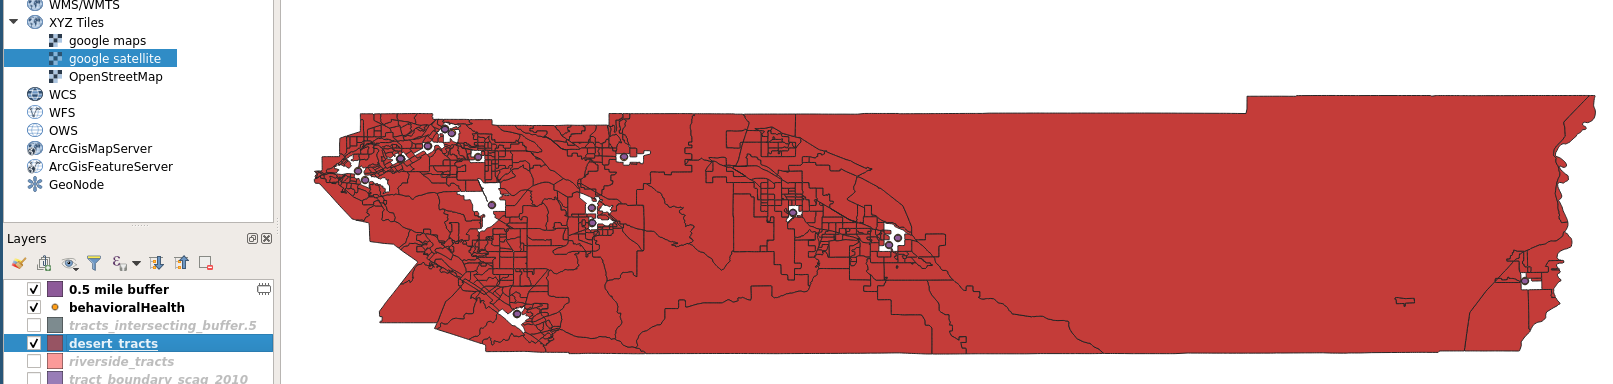 WMS/WMTS
XYZ Tiles
google maps
google satellite
OpenStreetMap
WCS
WFS
OWS
ArcGisMapServer
ArcGisFeatureServer
GeoNode
Layers
0.5 mile buffer
behavioralHealth
tracts_intersecting_buffer.5
desert_tracts
riverside_tracts
tract_boundary_scag_2010